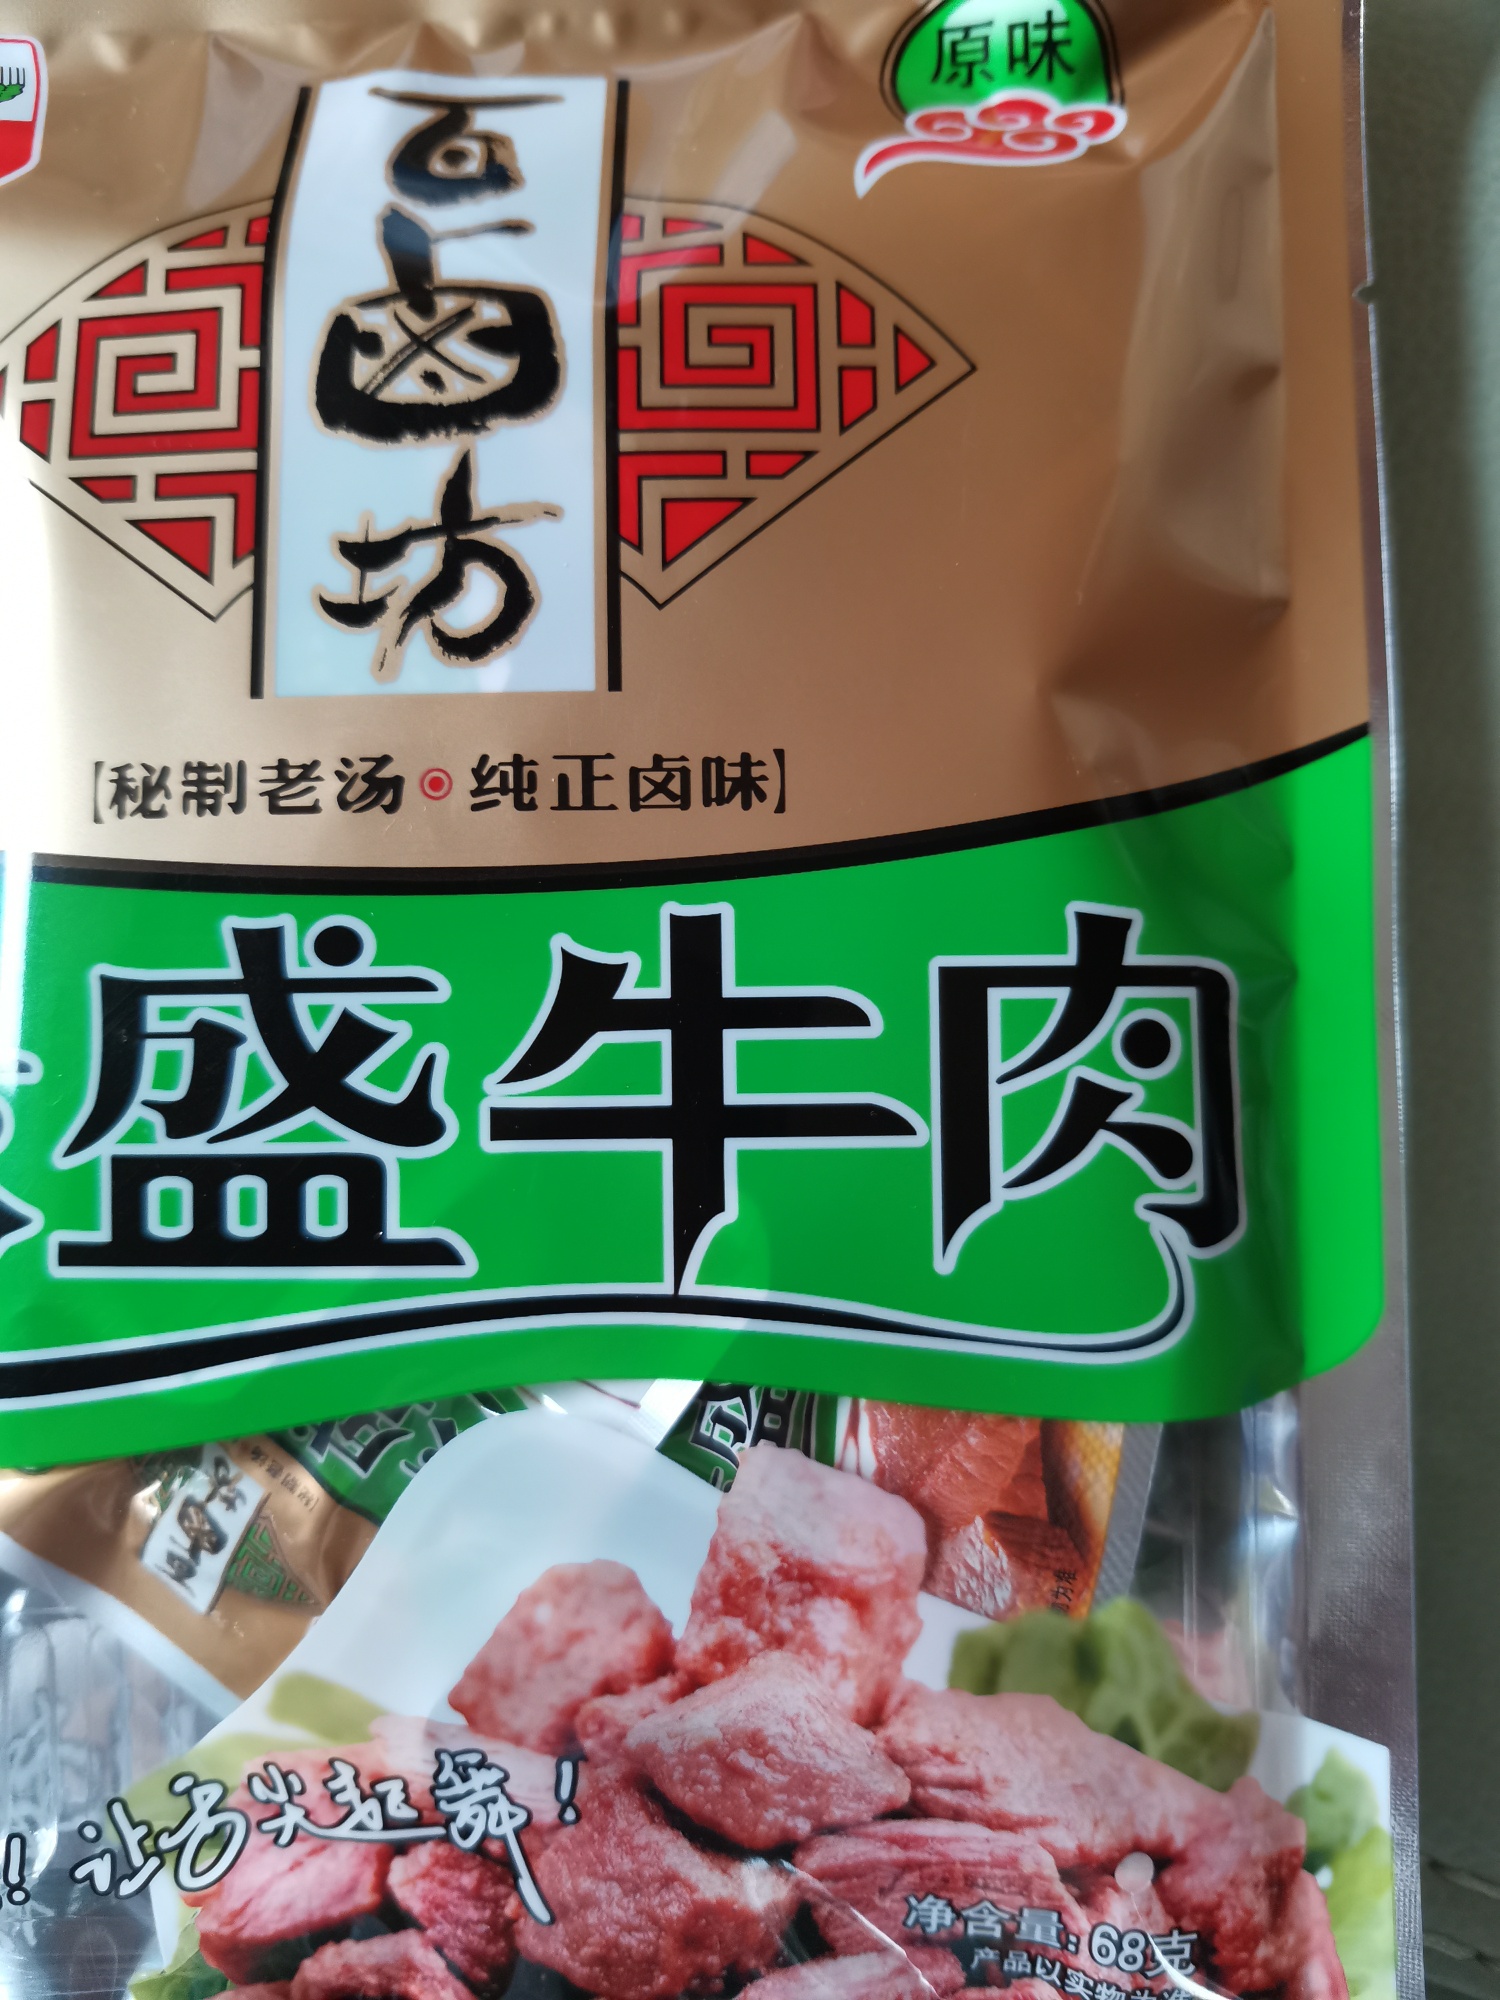 原味
百卤坊
【秘制老汤·纯正卤味】
盛牛肉
! 让舌尖起舞!
净含量:68克
产品以实物为准